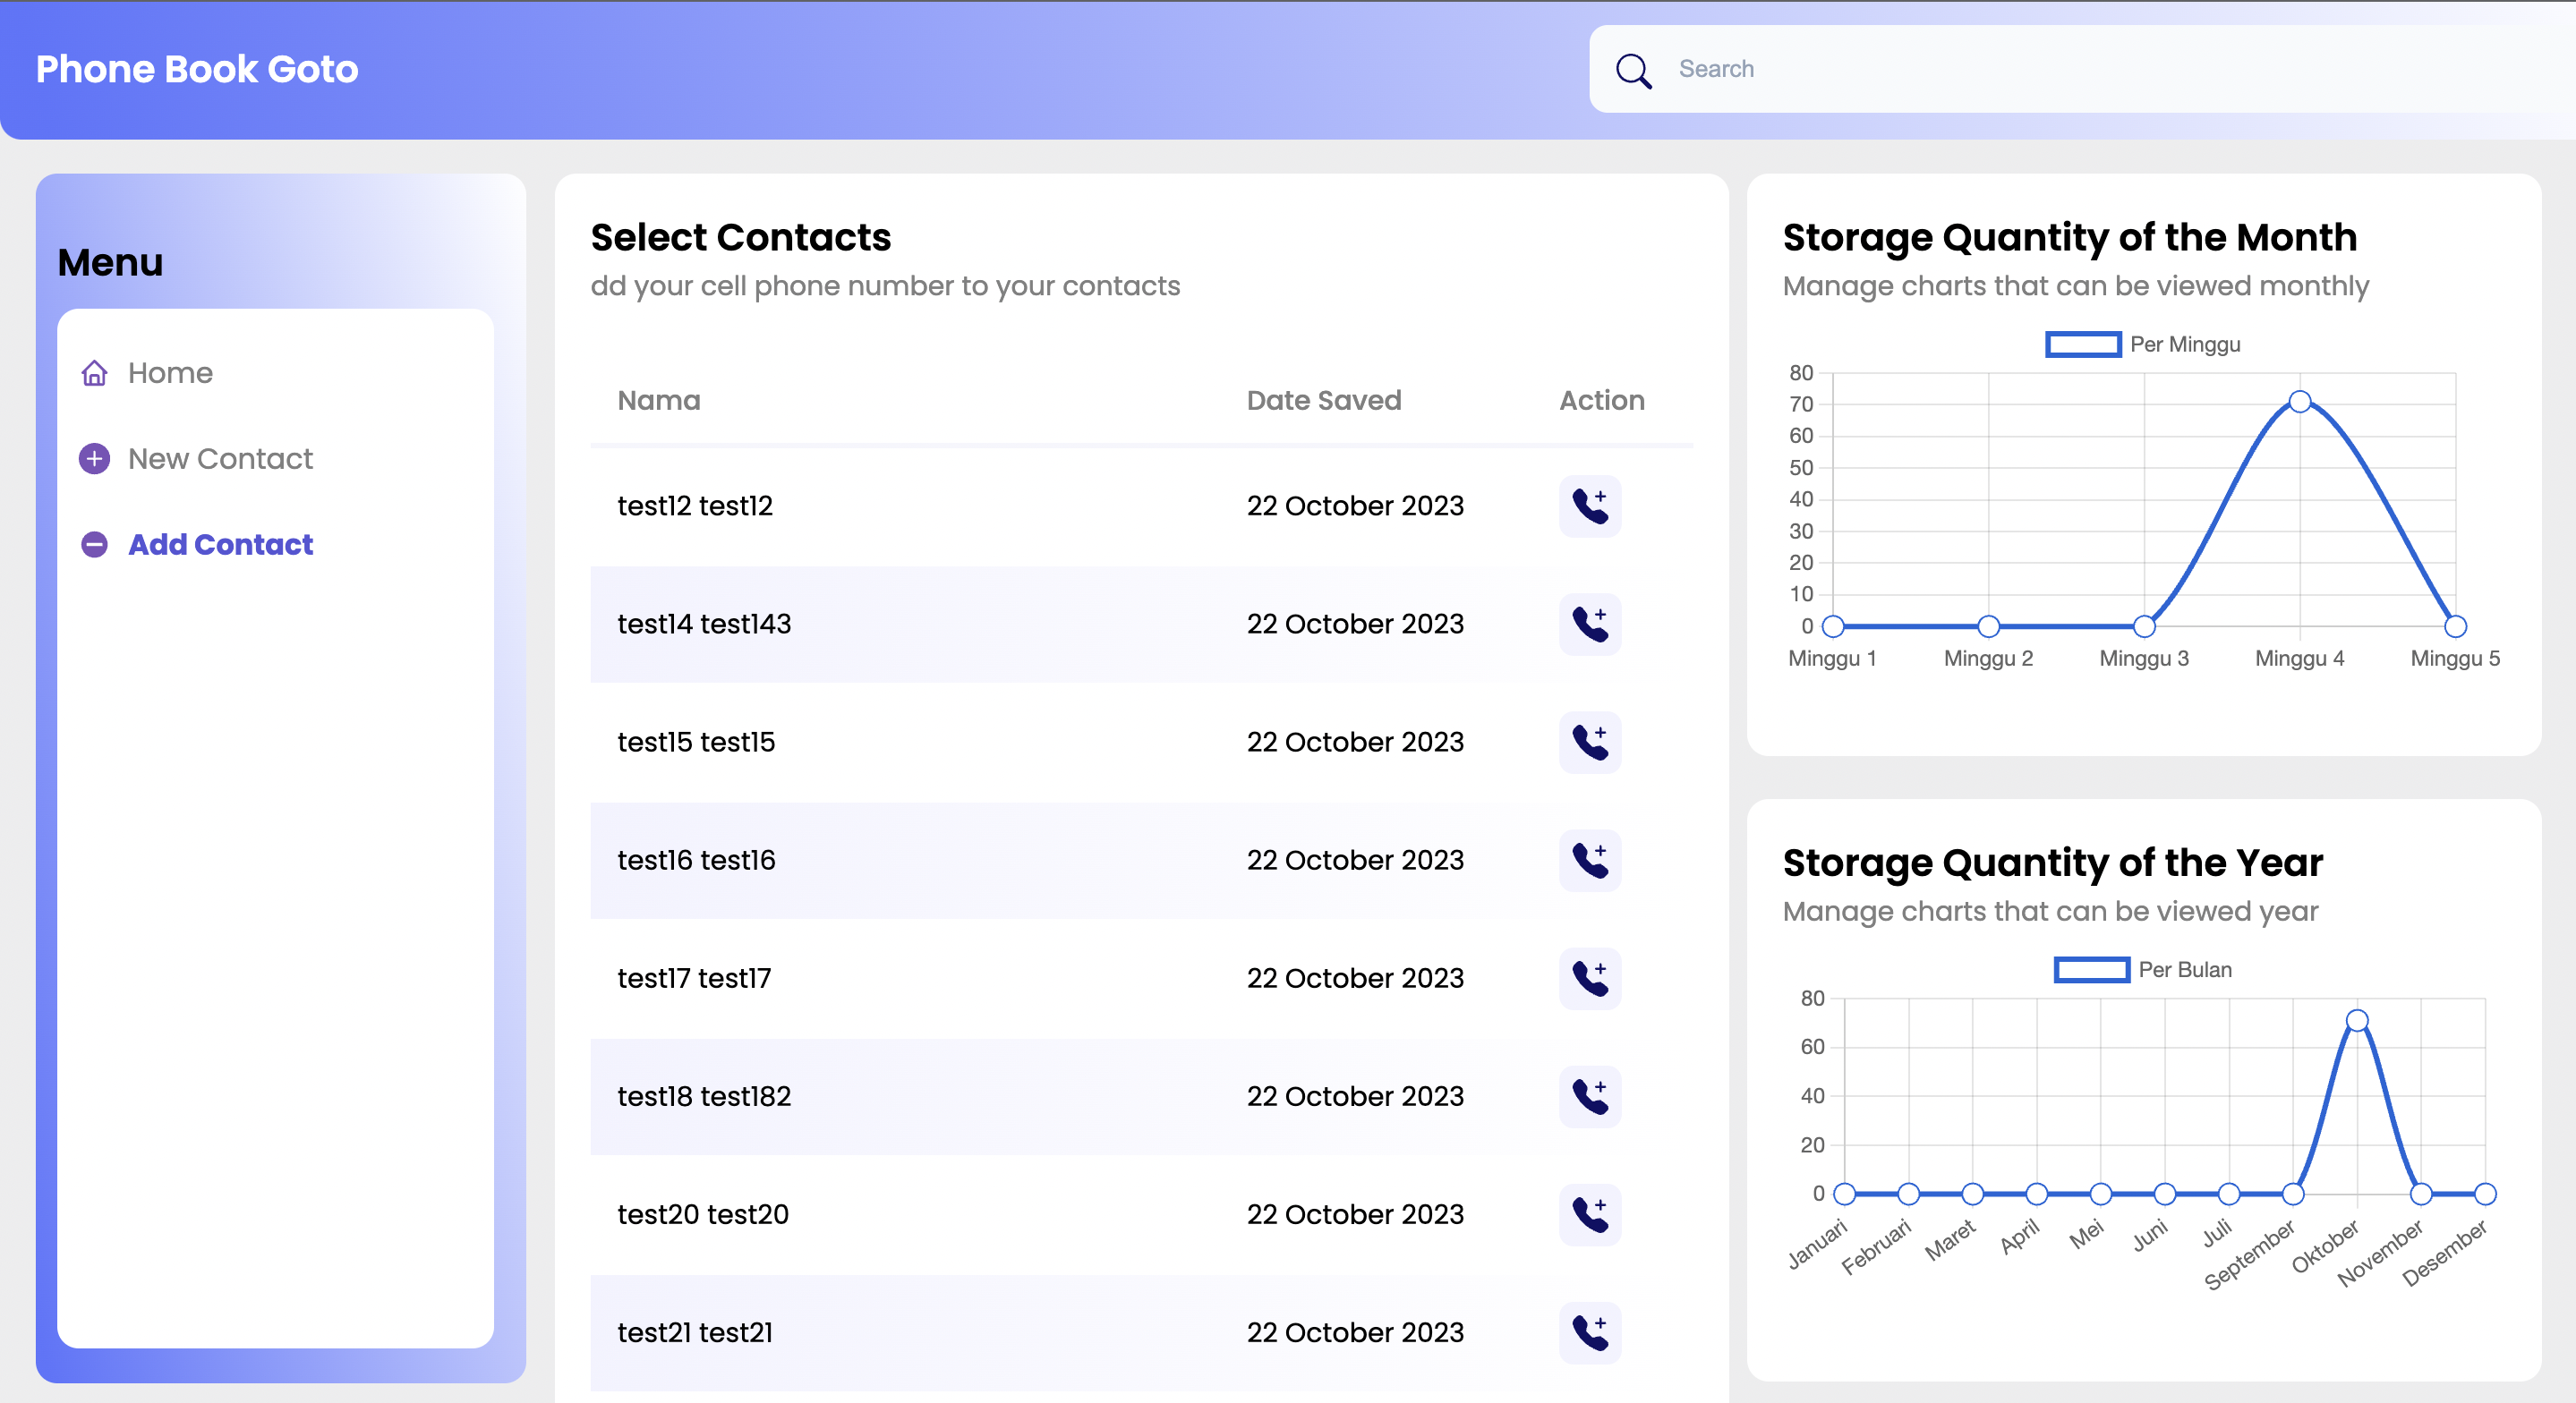 Phone Book Goto
Search
Menu
Home
New Contact
Add Contact
Select Contacts
dd your cell phone number to your contacts
Nama Date Saved Action
test12 test12 22 October 2023
test14 test143 22 October 2023
test15 test15 22 October 2023
test16 test16 22 October 2023
test17 test17 22 October 2023
test18 test182 22 October 2023
test20 test20 22 October 2023
test21 test21 22 October 2023
Storage Quantity of the Month
Manage charts that can be viewed monthly
Per Minggu
80
70
60
50
40
30
20
10
0
Minggu 1 Minggu 2 Minggu 3 Minggu 4 Minggu 5
Storage Quantity of the Year
Manage charts that can be viewed year
Per Bulan
80
60
40
20
0
Januari Februari Maret April Mei Juni Juli September Oktober November Desember